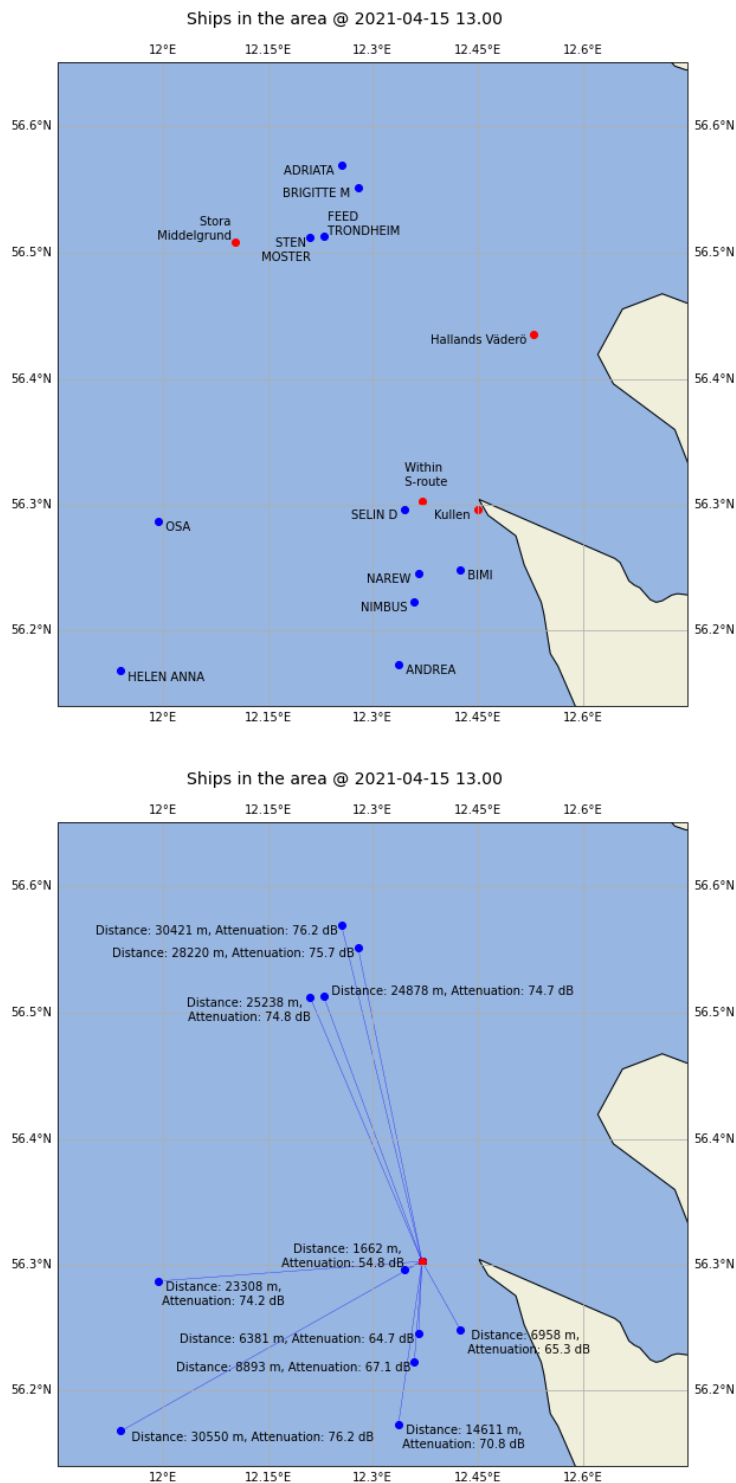 Ships in the area @ 2021-04-15 13.00
12°E 12.15°E 12.3°E 12.45°E 12.6°E
56.6°N 56.6°N
ADRIATA
BRIGITTE M
Stora
Middelgrund
FEED
TRONDHEIM
STEN
MOSTER
56.5°N 56.5°N
Hallands Väderö
56.4°N 56.4°N
Within
S-route
56.3°N 56.3°N
SELIN D
Kullen
OSA
NAREW
BIMI
NIMBUS
56.2°N 56.2°N
HELEN ANNA
ANDREA
12°E 12.15°E 12.3°E 12.45°E 12.6°E
Ships in the area @ 2021-04-15 13.00
12°E 12.15°E 12.3°E 12.45°E 12.6°E
56.6°N 56.6°N
Distance: 30421 m, Attenuation: 76.2 dB
Distance: 28220 m, Attenuation: 75.7 dB
Distance: 24878 m, Attenuation: 74.7 dB
Distance: 25238 m,
Attenuation: 74.8 dB
56.5°N 56.5°N
56.4°N 56.4°N
56.3°N 56.3°N
Distance: 1662 m,
Attenuation: 54.8 dB
Distance: 23308 m,
Attenuation: 74.2 dB
Distance: 6381 m, Attenuation: 64.7 dB
Distance: 6958 m,
Attenuation: 65.3 dB
Distance: 8893 m, Attenuation: 67.1 dB
56.2°N 56.2°N
Distance: 30550 m, Attenuation: 76.2 dB
Distance: 14611 m,
Attenuation: 70.8 dB
12°E 12.15°E 12.3°E 12.45°E 12.6°E